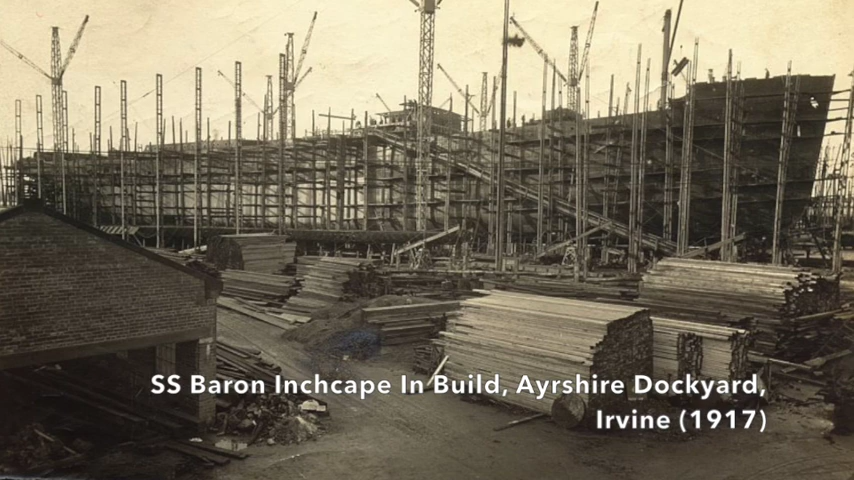 SS Baron Inchcape In Build, Ayrshire Dockyard,
Irvine (1917)